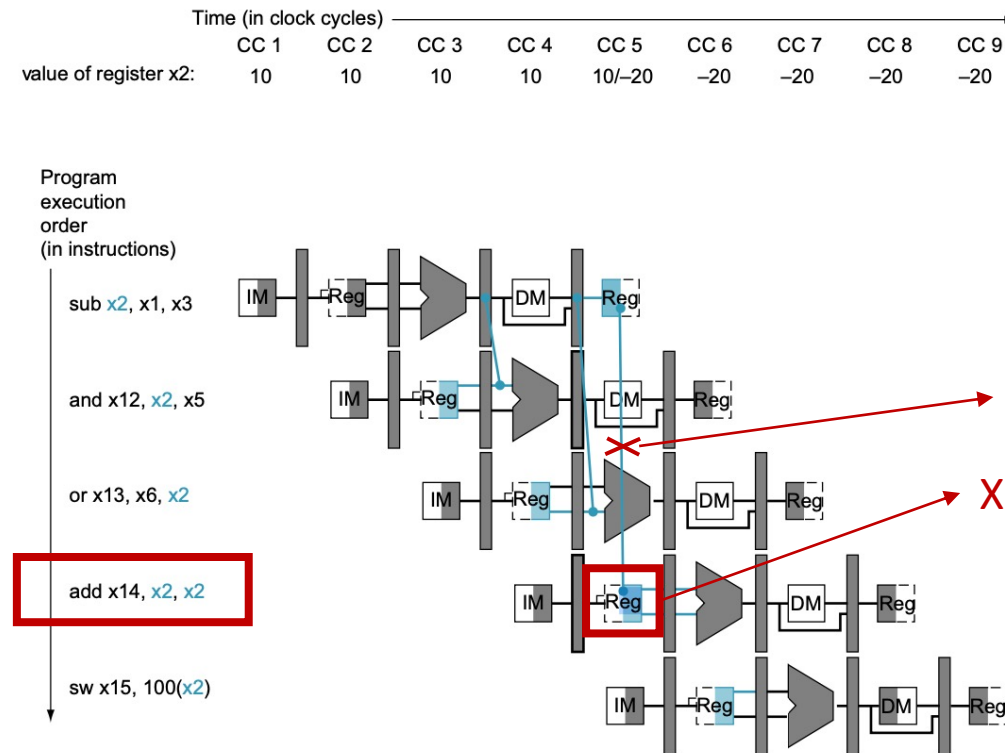 Time (in clock cycles)
CC 1 CC 2 CC 3 CC 4 CC 5 CC 6 CC 7 CC 8 CC 9
value of register x2: 10 10 10 10 10/–20 –20 –20 –20 –20
Program
execution
order
(in instructions)
sub x2, x1, x3
IM Reg DM Reg
and x12, x2, x5
IM Reg DM Reg
or x13, x6, x2
IM Reg DM Reg
X
add x14, x2, x2
IM Reg DM Reg
sw x15, 100(x2)
IM Reg DM Reg